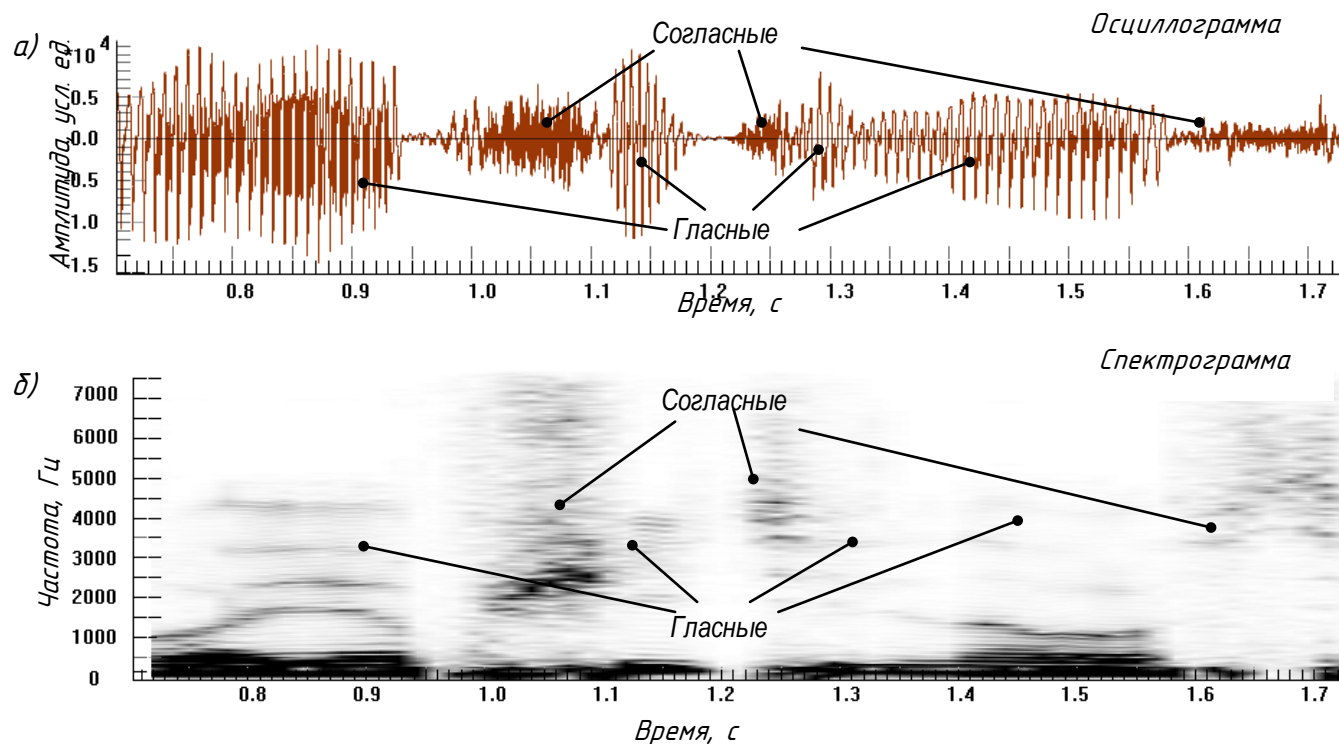 а)
Осциллограмма
Согласные
Амплитуда, усл. ед.
10 4
0.5
0.0
0.5
1.0
1.5
Гласные
0.8 0.9 1.0 1.1 1.2 1.3 1.4 1.5 1.6 1.7
Время, с
б)
Спектрограмма
Согласные
Частота, Гц
7000
6000
5000
4000
3000
2000
1000
0
Гласные
0.8 0.9 1.0 1.1 1.2 1.3 1.4 1.5 1.6 1.7
Время, с